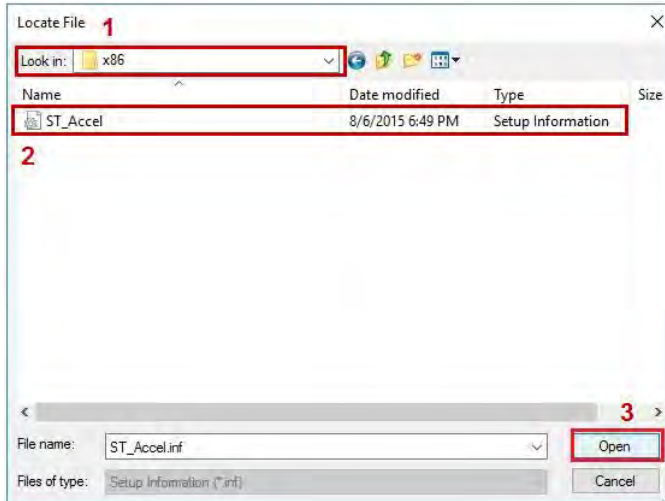 Locate File 1
Look in: x86
Name Date modified Type Size
ST_Accel 8/6/2015 6:49 PM Setup Information
2
3
File name: ST_Accel.inf Open
Files of type: Setup Information (*.inf) Cancel